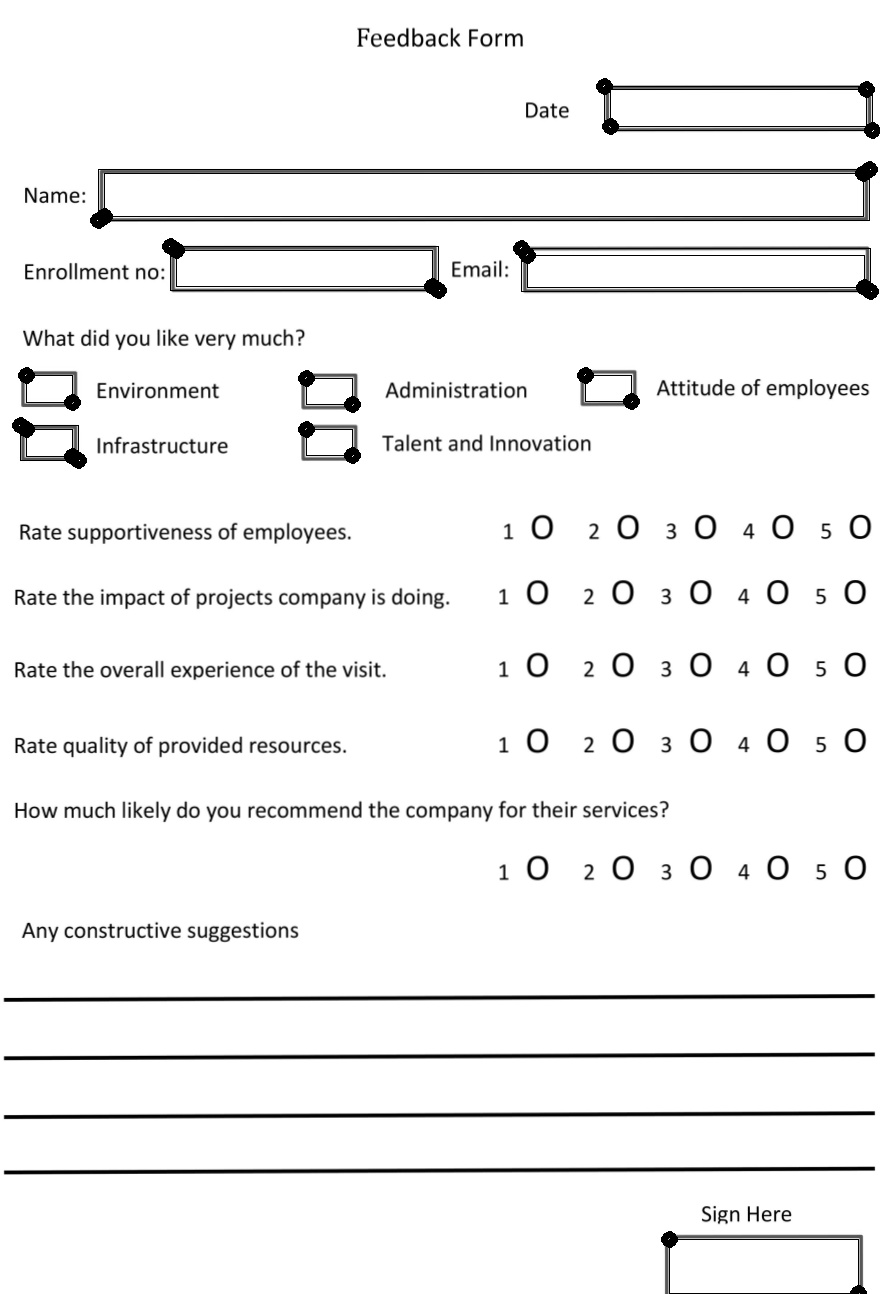 Feedback Form
Date
Name:
Enrollment no: Email:
What did you like very much?
Environment Administration Attitude of employees
Infrastructure Talent and Innovation
Rate supportiveness of employees. 1 O 2 O 3 O 4 O 5 O
Rate the impact of projects company is doing. 1 O 2 O 3 O 4 O 5 O
Rate the overall experience of the visit. 1 O 2 O 3 O 4 O 5 O
Rate quality of provided resources. 1 O 2 O 3 O 4 O 5 O
How much likely do you recommend the company for their services?
1 O 2 O 3 O 4 O 5 O
Any constructive suggestions
Sign Here